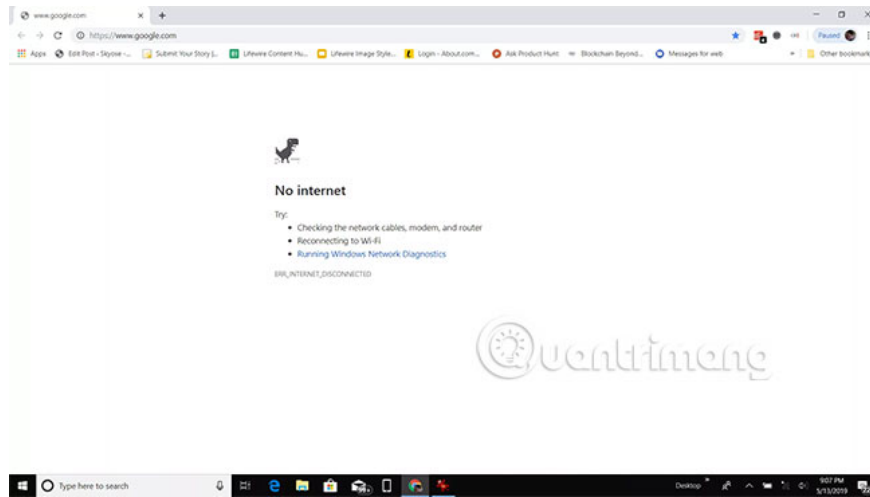 www.google.com
https://www.google.com
Paused
Apps
Edit Post ‹ Skyose ‹-...
Submit Your Story |...
Lifewire Content Hu...
Lifewire Image Style...
Login - About.com...
Ask Product Hunt
Blockchain Beyond...
Messages for web
Other bookmark
No internet
Try:
Checking the network cables, modem, and router
Reconnecting to Wi-Fi
Running Windows Network Diagnostics
ERR_INTERNET_DISCONNECTED
Quantrimang
Type here to search
99+
Desktop
9:07 PM
5/13/2019
22